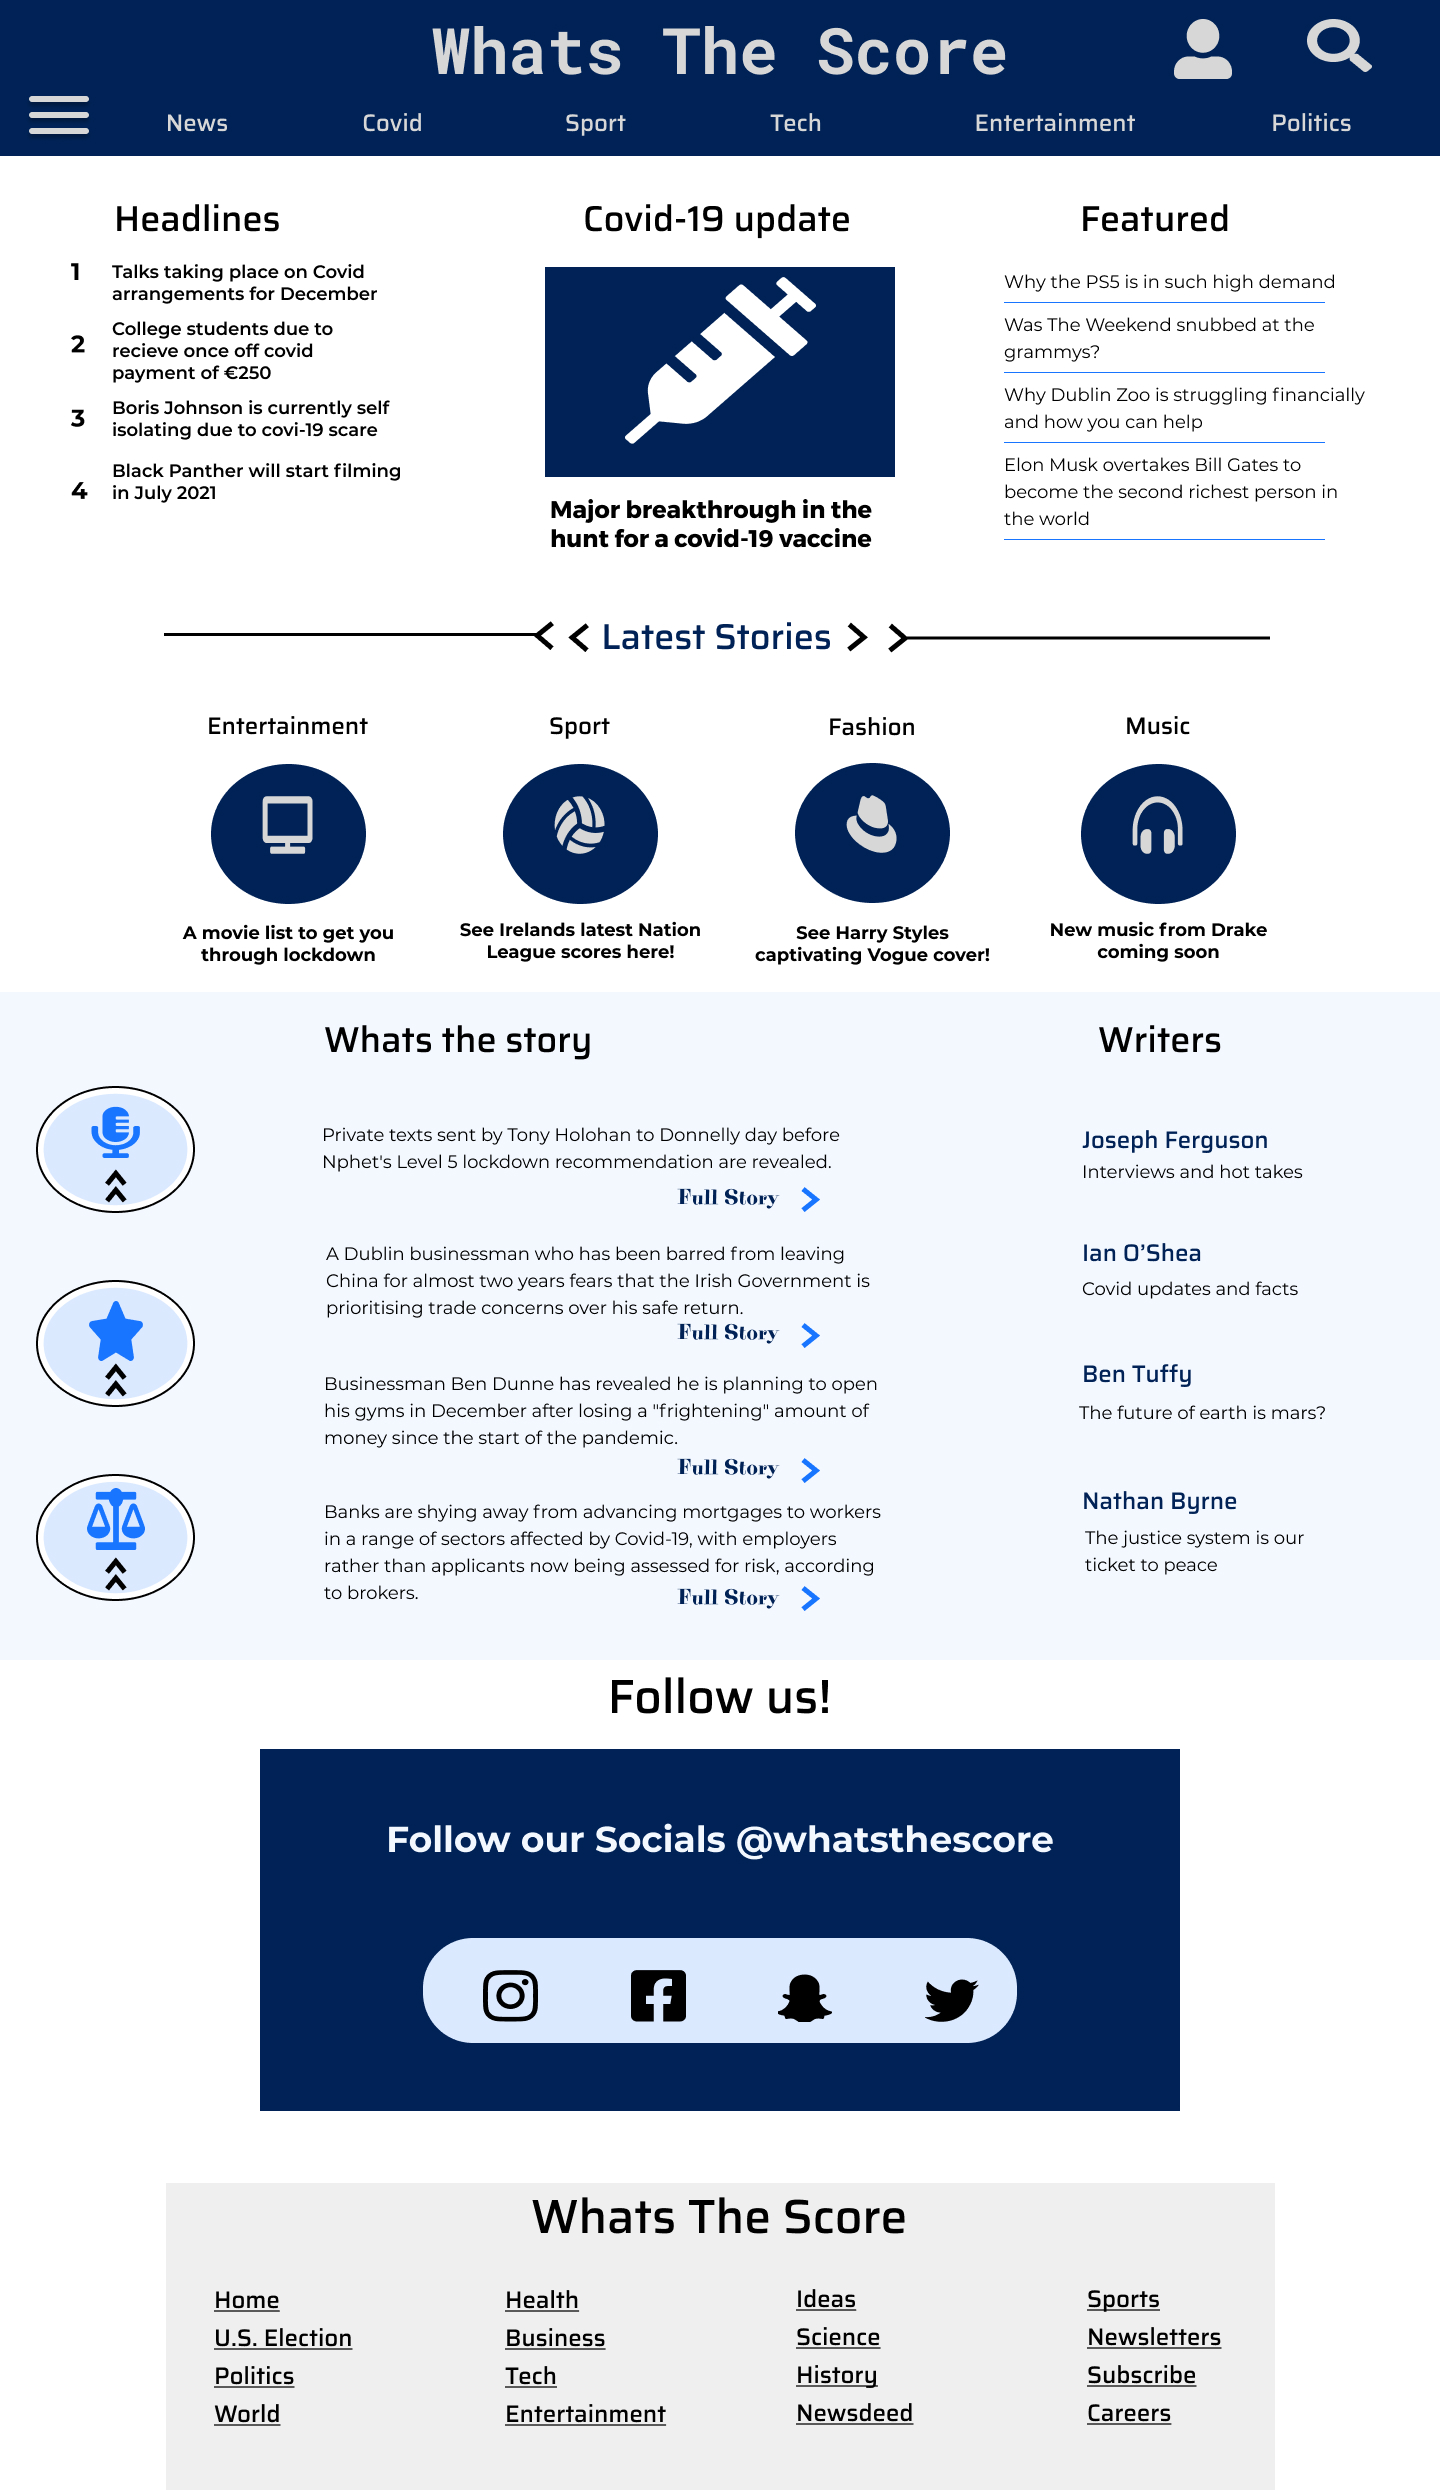 Whats The Score
News Covid Sport Tech Entertainment Politics
Headlines
1 Talks taking place on Covid
arrangements for December
2 College students due to
recieve once off covid
payment of €250
3 Boris Johnson is currently self
isolating due to covi-19 scare
4 Black Panther will start filming
in July 2021
Covid-19 update
Major breakthrough in the
hunt for a covid-19 vaccine
Featured
Why the PS5 is in such high demand
Was The Weekend snubbed at the
grammys?
Why Dublin Zoo is struggling financially
and how you can help
Elon Musk overtakes Bill Gates to
become the second richest person in
the world
Latest Stories
Entertainment
A movie list to get you
through lockdown
Sport
See Irelands latest Nation
League scores here!
Fashion
See Harry Styles
captivating Vogue cover!
Music
New music from Drake
coming soon
Whats the story
Private texts sent by Tony Holohan to Donnelly day before
Nphet's Level 5 lockdown recommendation are revealed.
Full Story
A Dublin businessman who has been barred from leaving
China for almost two years fears that the Irish Government is
prioritising trade concerns over his safe return.
Full Story
Businessman Ben Dunne has revealed he is planning to open
his gyms in December after losing a "frightening" amount of
money since the start of the pandemic.
Full Story
Banks are shying away from advancing mortgages to workers
in a range of sectors affected by Covid-19, with employers
rather than applicants now being assessed for risk, according
to brokers.
Full Story
Writers
Joseph Ferguson
Interviews and hot takes
Ian O’Shea
Covid updates and facts
Ben Tuffy
The future of earth is mars?
Nathan Byrne
The justice system is our
ticket to peace
Follow us!
Follow our Socials @whatsthescore
Whats The Score
Home
U.S. Election
Politics
World
Health
Business
Tech
Entertainment
Ideas
Science
History
Newsdeed
Sports
Newsletters
Subscribe
Careers